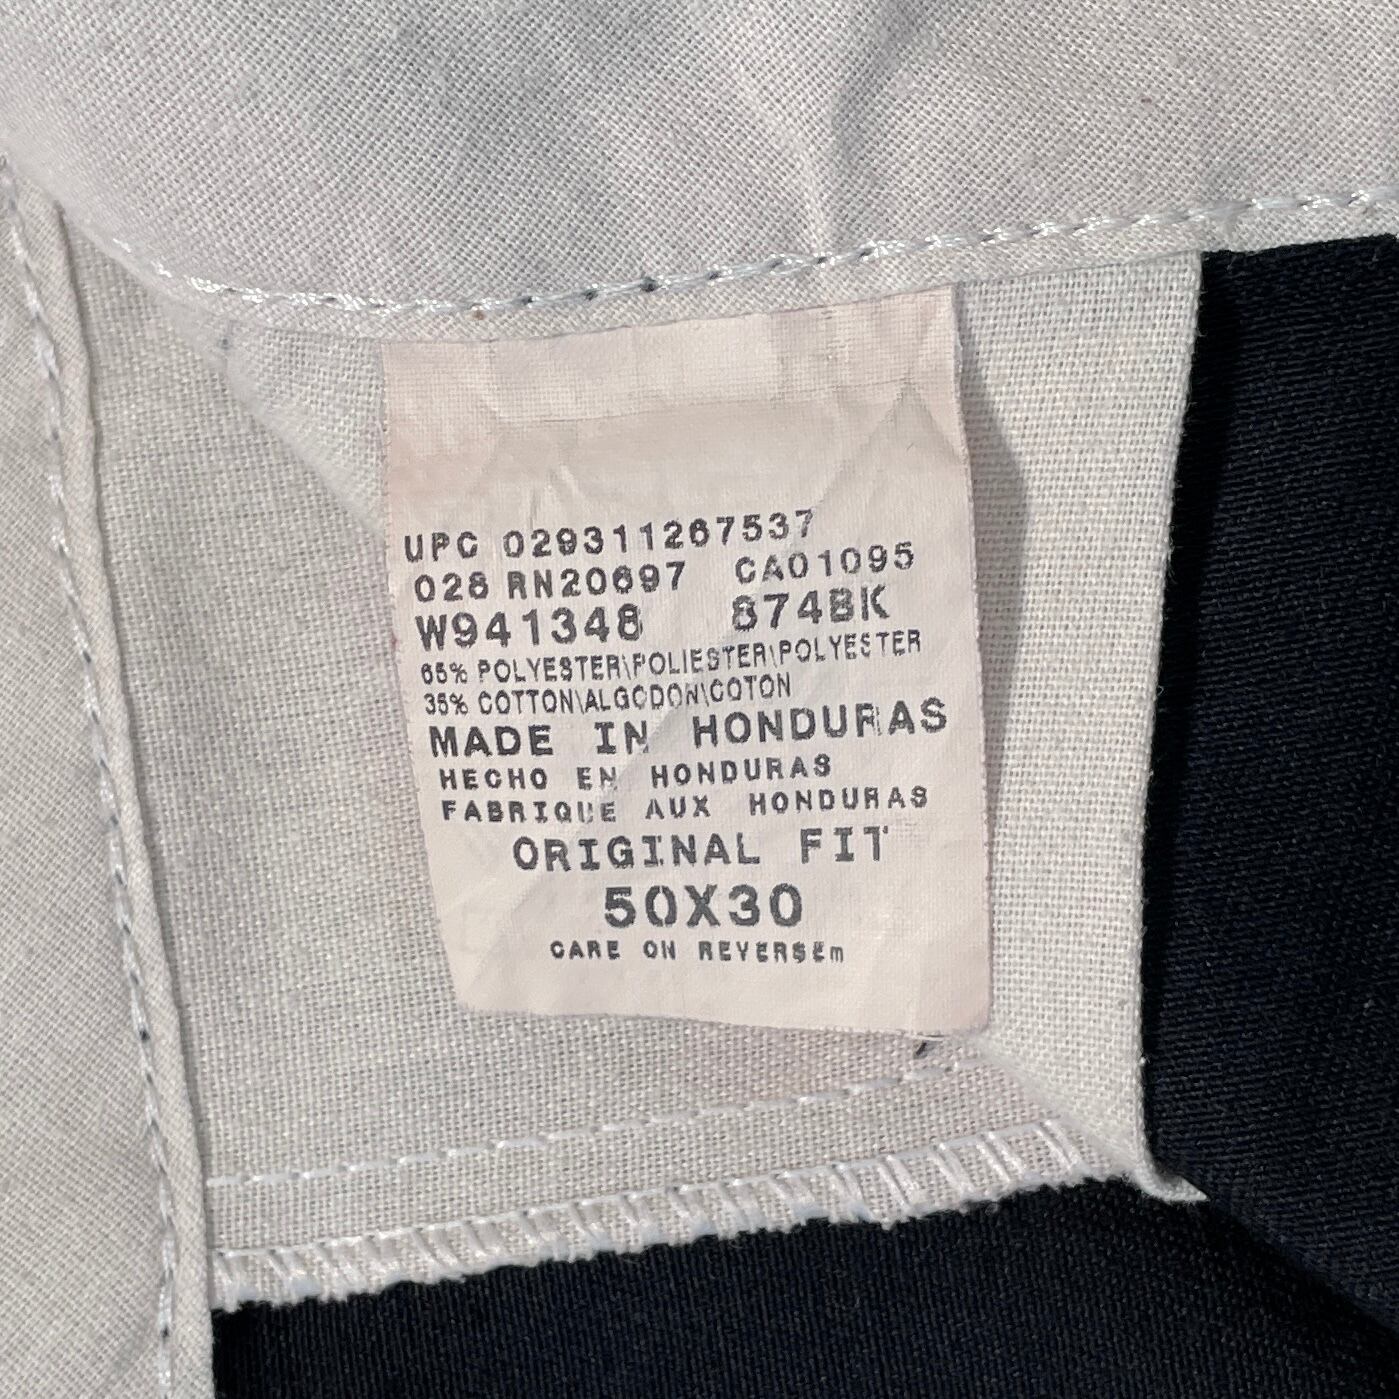 UPC 029311267537
028 RN20697 CA01095
W941348 874BK
65% POLYESTER\POLIESTER\POLYESTER
35% COTTON\ALGODON\COTON
MADE IN HONDURAS
HECHO EN HONDURAS
FABRIQUE AUX HONDURAS
ORIGINAL FIT
50X30
CARE ON REVERSEm